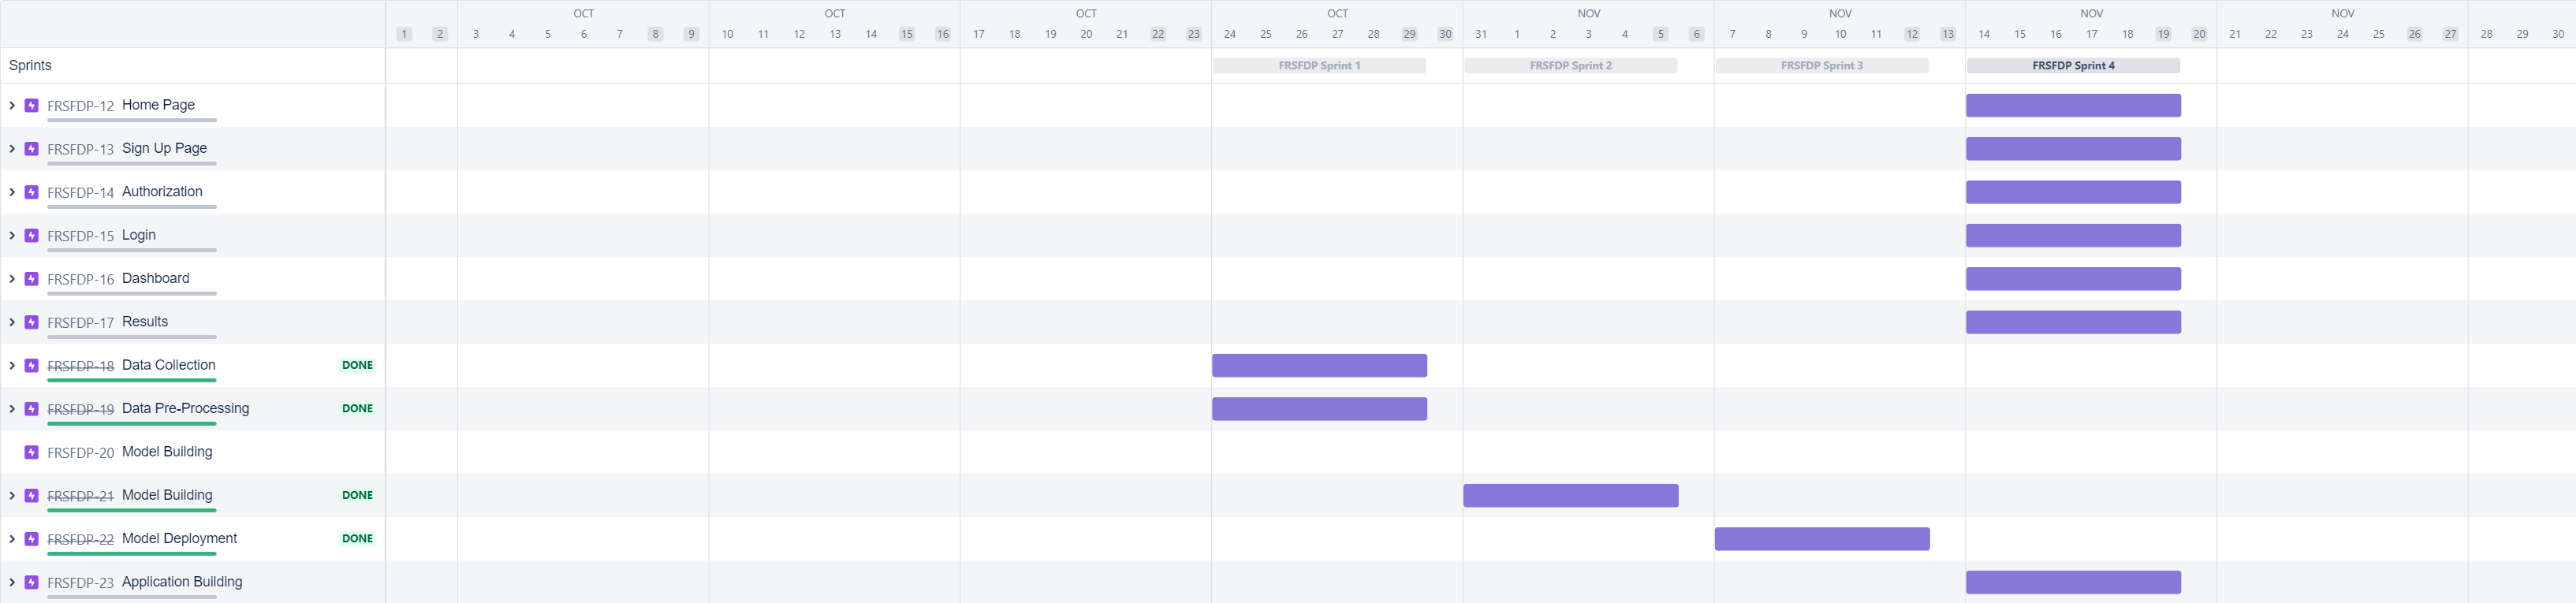 OCT OCT OCT OCT NOV NOV NOV NOV
1 2 3 4 5 6 7 8 9 10 11 12 13 14 15 16 17 18 19 20 21 22 23 24 25 26 27 28 29 30 31 1 2 3 4 5 6 7 8 9 10 11 12 13 14 15 16 17 18 19 20 21 22 23 24 25 26 27 28 29 30
Sprints FRSFDP Sprint 1 FRSFDP Sprint 2 FRSFDP Sprint 3 FRSFDP Sprint 4
FRSFDP-12 Home Page
FRSFDP-13 Sign Up Page
FRSFDP-14 Authorization
FRSFDP-15 Login
FRSFDP-16 Dashboard
FRSFDP-17 Results
FRSFDP-18 Data Collection DONE
FRSFDP-19 Data Pre-Processing DONE
FRSFDP-20 Model Building
FRSFDP-21 Model Building DONE
FRSFDP-22 Model Deployment DONE
FRSFDP-23 Application Building